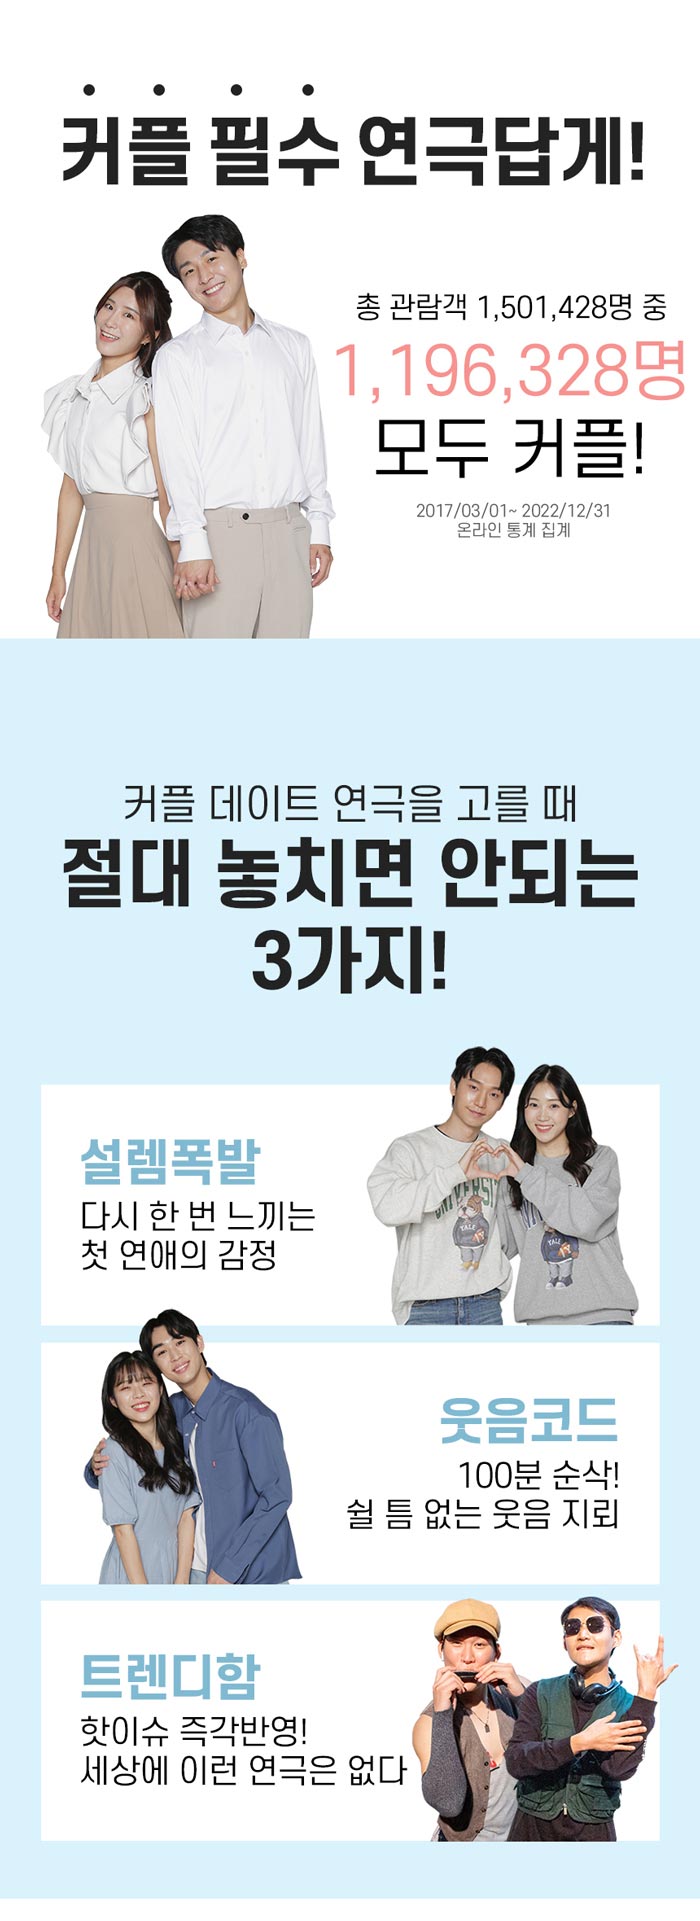 커플 필수 연극답게!
총 관람객 1,501,428명 중
1,196,328명
모두 커플!
2017/03/01~ 2022/12/31
온라인 통계 집계
커플 데이트 연극을 고를 때
절대 놓치면 안되는
3가지!
설렘폭발
다시 한 번 느끼는
첫 연애의 감정
UNIVERSITY
YALE
YALE
웃음코드
100분 순삭!
쉴 틈 없는 웃음 지뢰
트렌디함
핫이슈 즉각반영!
세상에 이런 연극은 없다